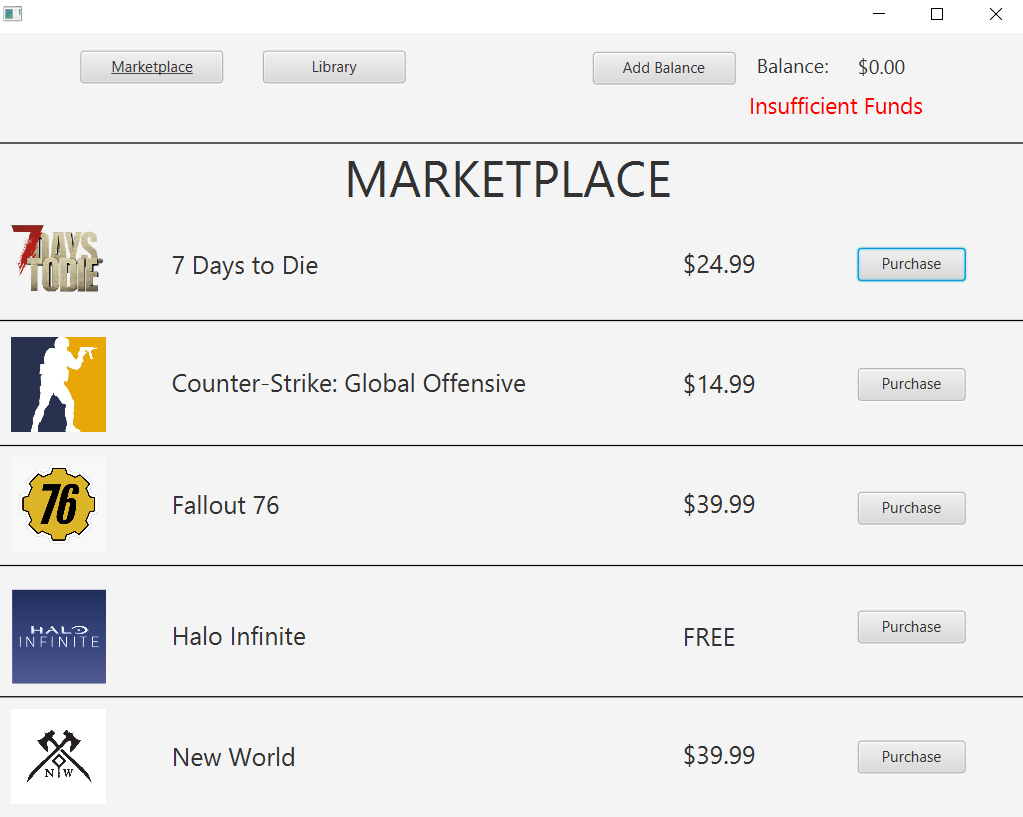 Marketplace Library Add Balance Balance: $0.00
Insufficient Funds
MARKETPLACE
7 DAYS TO DIE
7 Days to Die $24.99 Purchase
Counter-Strike: Global Offensive $14.99 Purchase
76
Fallout 76 $39.99 Purchase
HALO
INFINITE
Halo Infinite FREE Purchase
N W
New World $39.99 Purchase